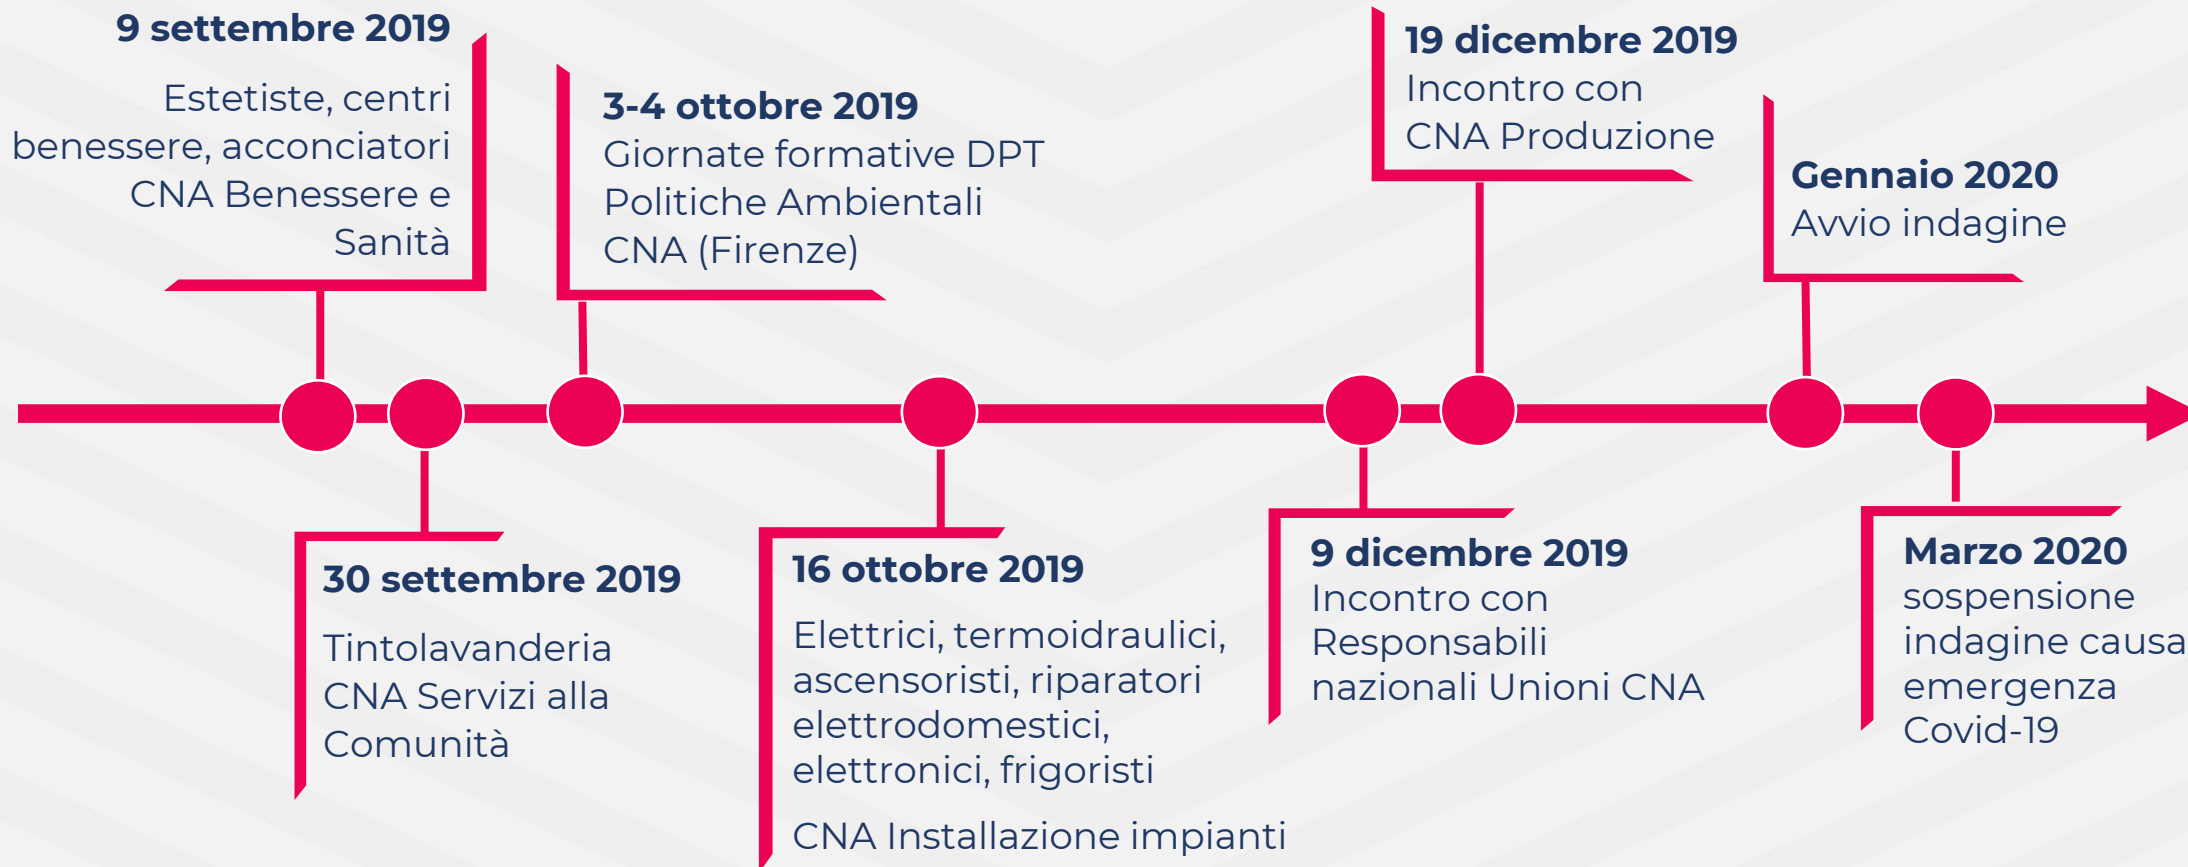 9 settembre 2019
Estetiste, centri
benessere, acconciatori
CNA Benessere e
Sanità
30 settembre 2019
Tintolavanderia
CNA Servizi alla
Comunità
3-4 ottobre 2019
Giornate formative DPT
Politiche Ambientali
CNA (Firenze)
16 ottobre 2019
Elettrici, termoidraulici,
ascensoristi, riparatori
elettrodomestici,
elettronici, frigoristi
CNA Installazione impianti
9 dicembre 2019
Incontro con
Responsabili
nazionali Unioni CNA
19 dicembre 2019
Incontro con
CNA Produzione
Gennaio 2020
Avvio indagine
Marzo 2020
sospensione
indagine causa
emergenza
Covid-19